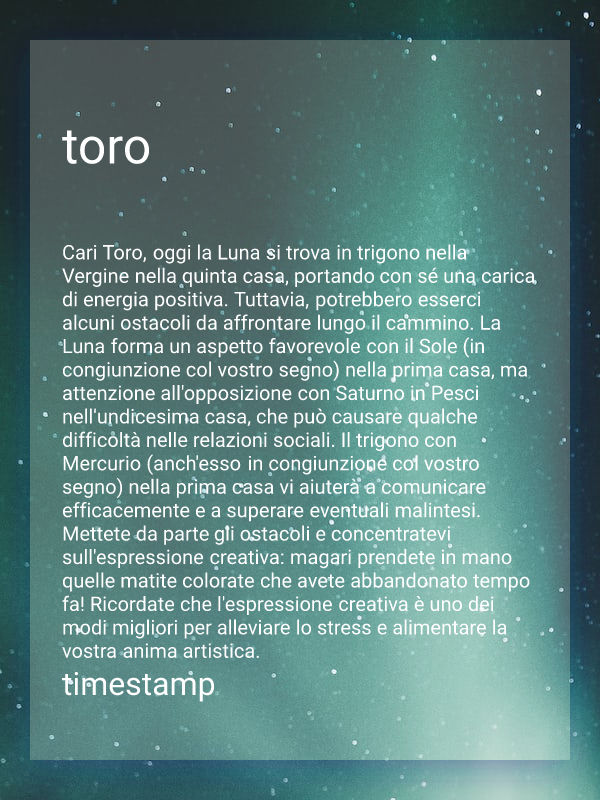 toro
Cari Toro, oggi la Luna si trova in trigono nella
Vergine nella quinta casa, portando con sé una carica
di energia positiva. Tuttavia, potrebbero esserci
alcuni ostacoli da affrontare lungo il cammino. La
Luna forma un aspetto favorevole con il Sole (in
congiunzione col vostro segno) nella prima casa, ma
attenzione all'opposizione con Saturno in Pesci
nell'undicesima casa, che può causare qualche
difficoltà nelle relazioni sociali. Il trigono con
Mercurio (anch'esso in congiunzione col vostro
segno) nella prima casa vi aiuterà a comunicare
efficacemente e a superare eventuali malintesi.
Mettete da parte gli ostacoli e concentratevi
sull'espressione creativa: magari prendete in mano
quelle matite colorate che avete abbandonato tempo
fa! Ricordate che l'espressione creativa è uno dei
modi migliori per alleviare lo stress e alimentare la
vostra anima artistica.
timestamp